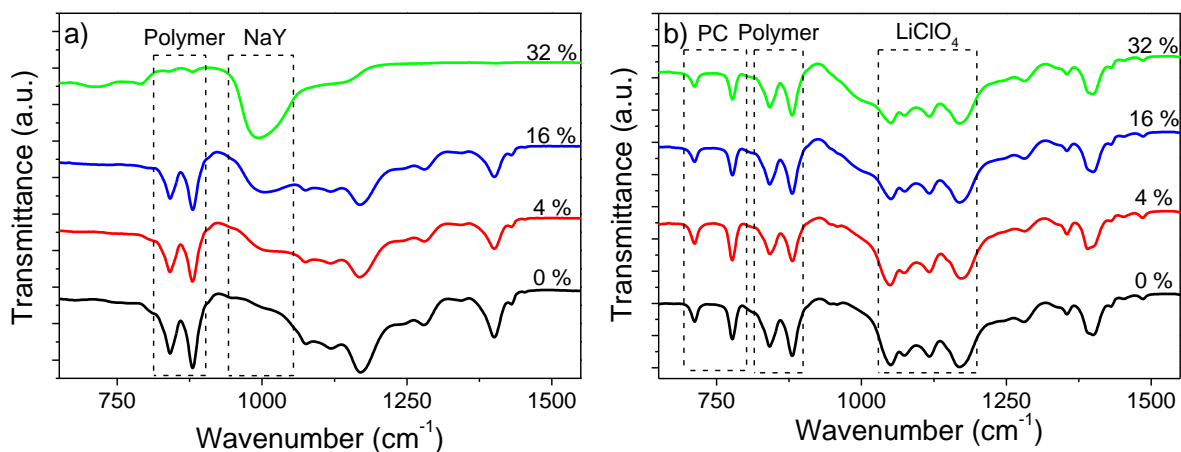 a)
Polymer
NaY
32 %
16 %
4 %
0 %
Transmittance (a.u.)
750
1000
1250
1500
Wavenumber (cm⁻¹)
b)
PC
Polymer
LiClO₄
32 %
16 %
4 %
0 %
Transmittance (a.u.)
750
1000
1250
1500
Wavenumber (cm⁻¹)